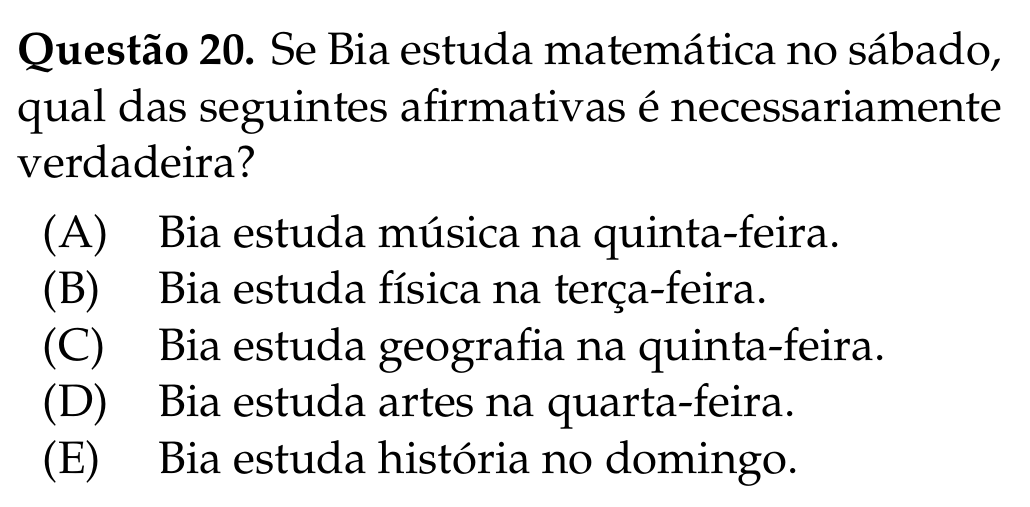 Questão 20. Se Bia estuda matemática no sábado,
qual das seguintes afirmativas é necessariamente
verdadeira?
(A) Bia estuda música na quinta-feira.
(B) Bia estuda física na terça-feira.
(C) Bia estuda geografia na quinta-feira.
(D) Bia estuda artes na quarta-feira.
(E) Bia estuda história no domingo.